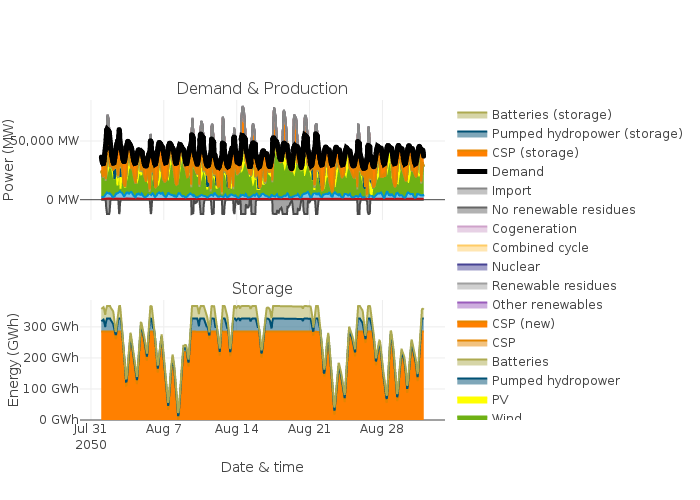 Demand & Production
Power (MW)
50,000 MW
0 MW
Storage
Energy (GWh)
300 GWh
200 GWh
100 GWh
0 GWh
Jul 31
2050
Aug 7
Aug 14
Aug 21
Aug 28
Date & time
Batteries (storage)
Pumped hydropower (storage)
CSP (storage)
Demand
Import
No renewable residues
Cogeneration
Combined cycle
Nuclear
Renewable residues
Other renewables
CSP (new)
CSP
Batteries
Pumped hydropower
PV
Wind